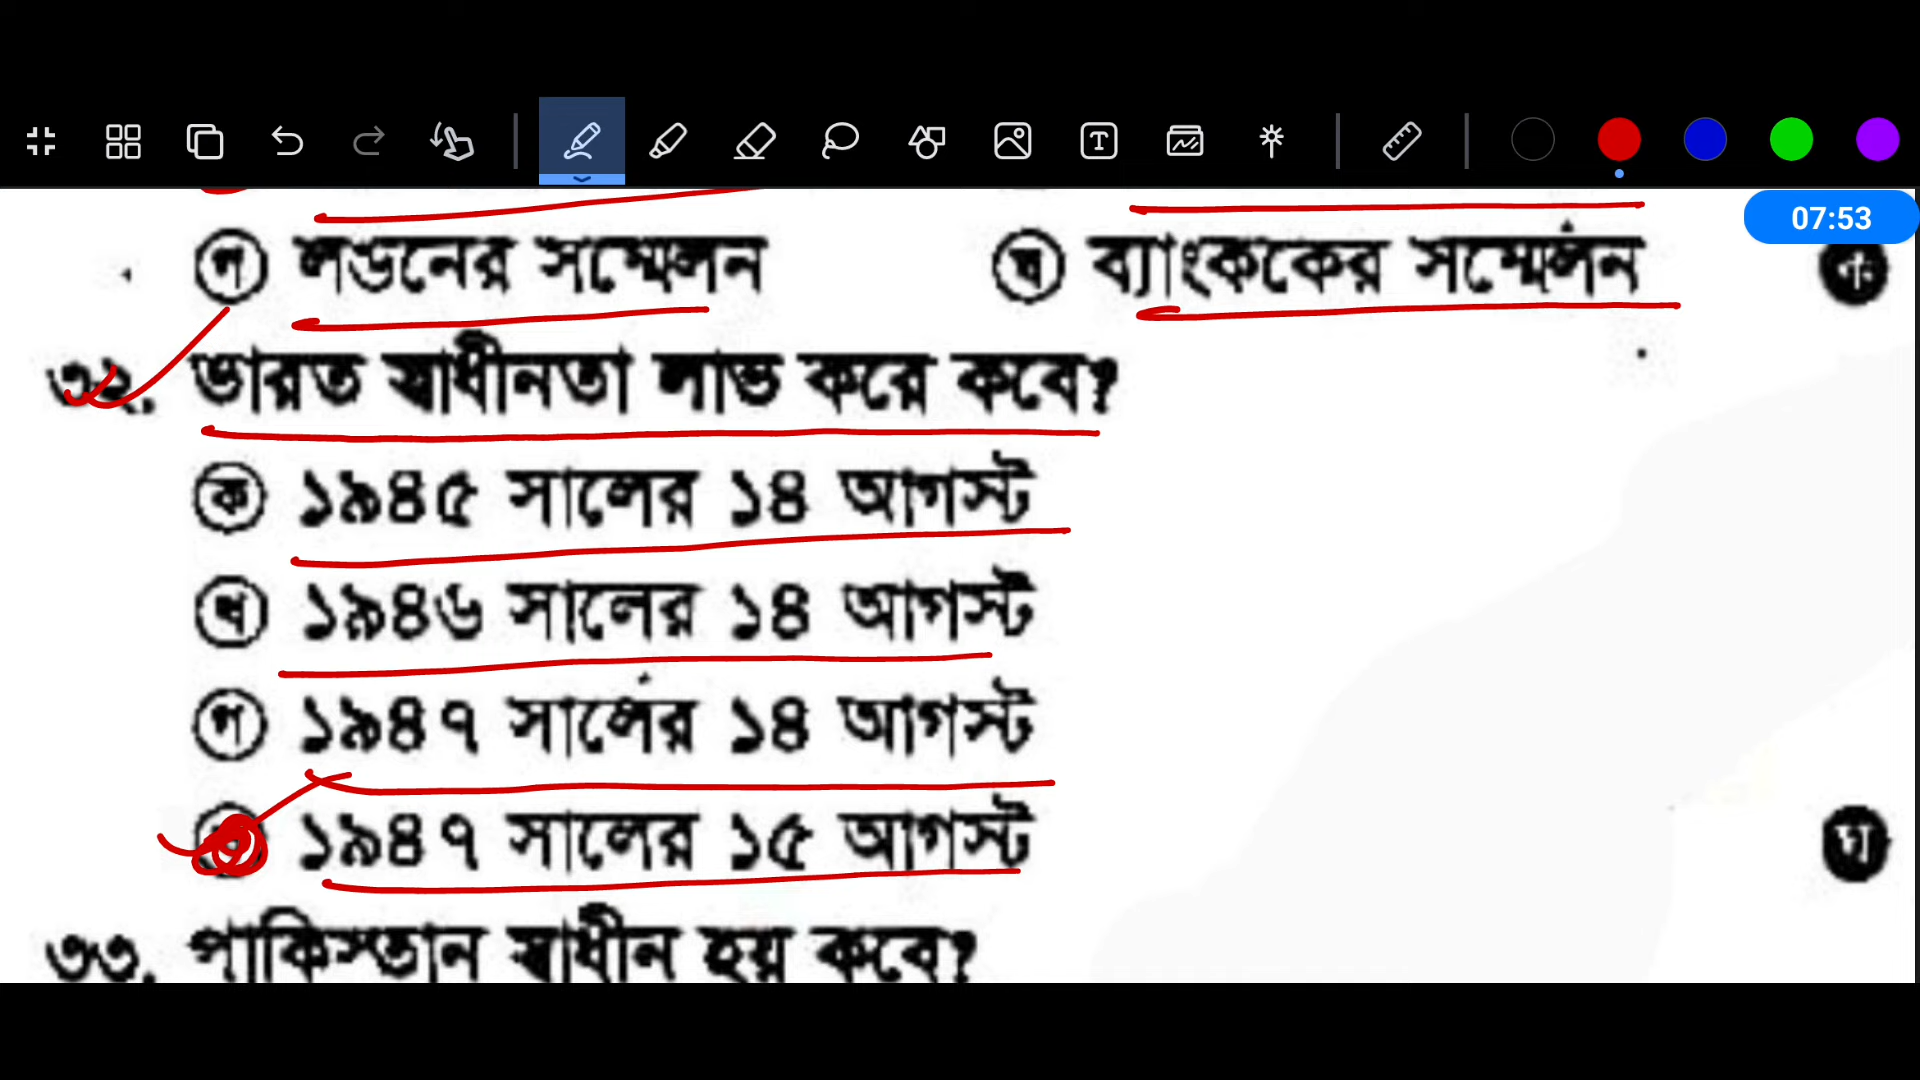 07:53
গ লণ্ডনের সম্মেলন ঘ ব্যাংককের সম্মেলন
৩২. ভারত স্বাধীনতা লাভ করে কবে?
ক ১৯৪৫ সালের ১৪ আগস্ট
খ ১৯৪৬ সালের ১৪ আগস্ট
গ ১৯৪৭ সালের ১৪ আগস্ট
১৯৪৭ সালের ১৫ আগস্ট ঘ
৩৩. পাকিস্তান স্বাধীন হয় কবে?